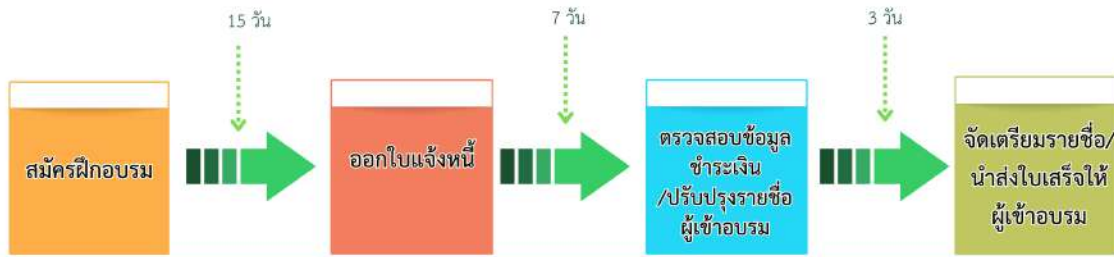 15 วัน
7 วัน
3 วัน
สมัครฝึกอบรม
ออกใบแจ้งหนี้
ตรวจสอบข้อมูล
ชำระเงิน
/ปรับปรุงรายชื่อ
ผู้เข้าอบรม
จัดเตรียมรายชื่อ/
นำส่งใบเสร็จให้
ผู้เข้าอบรม